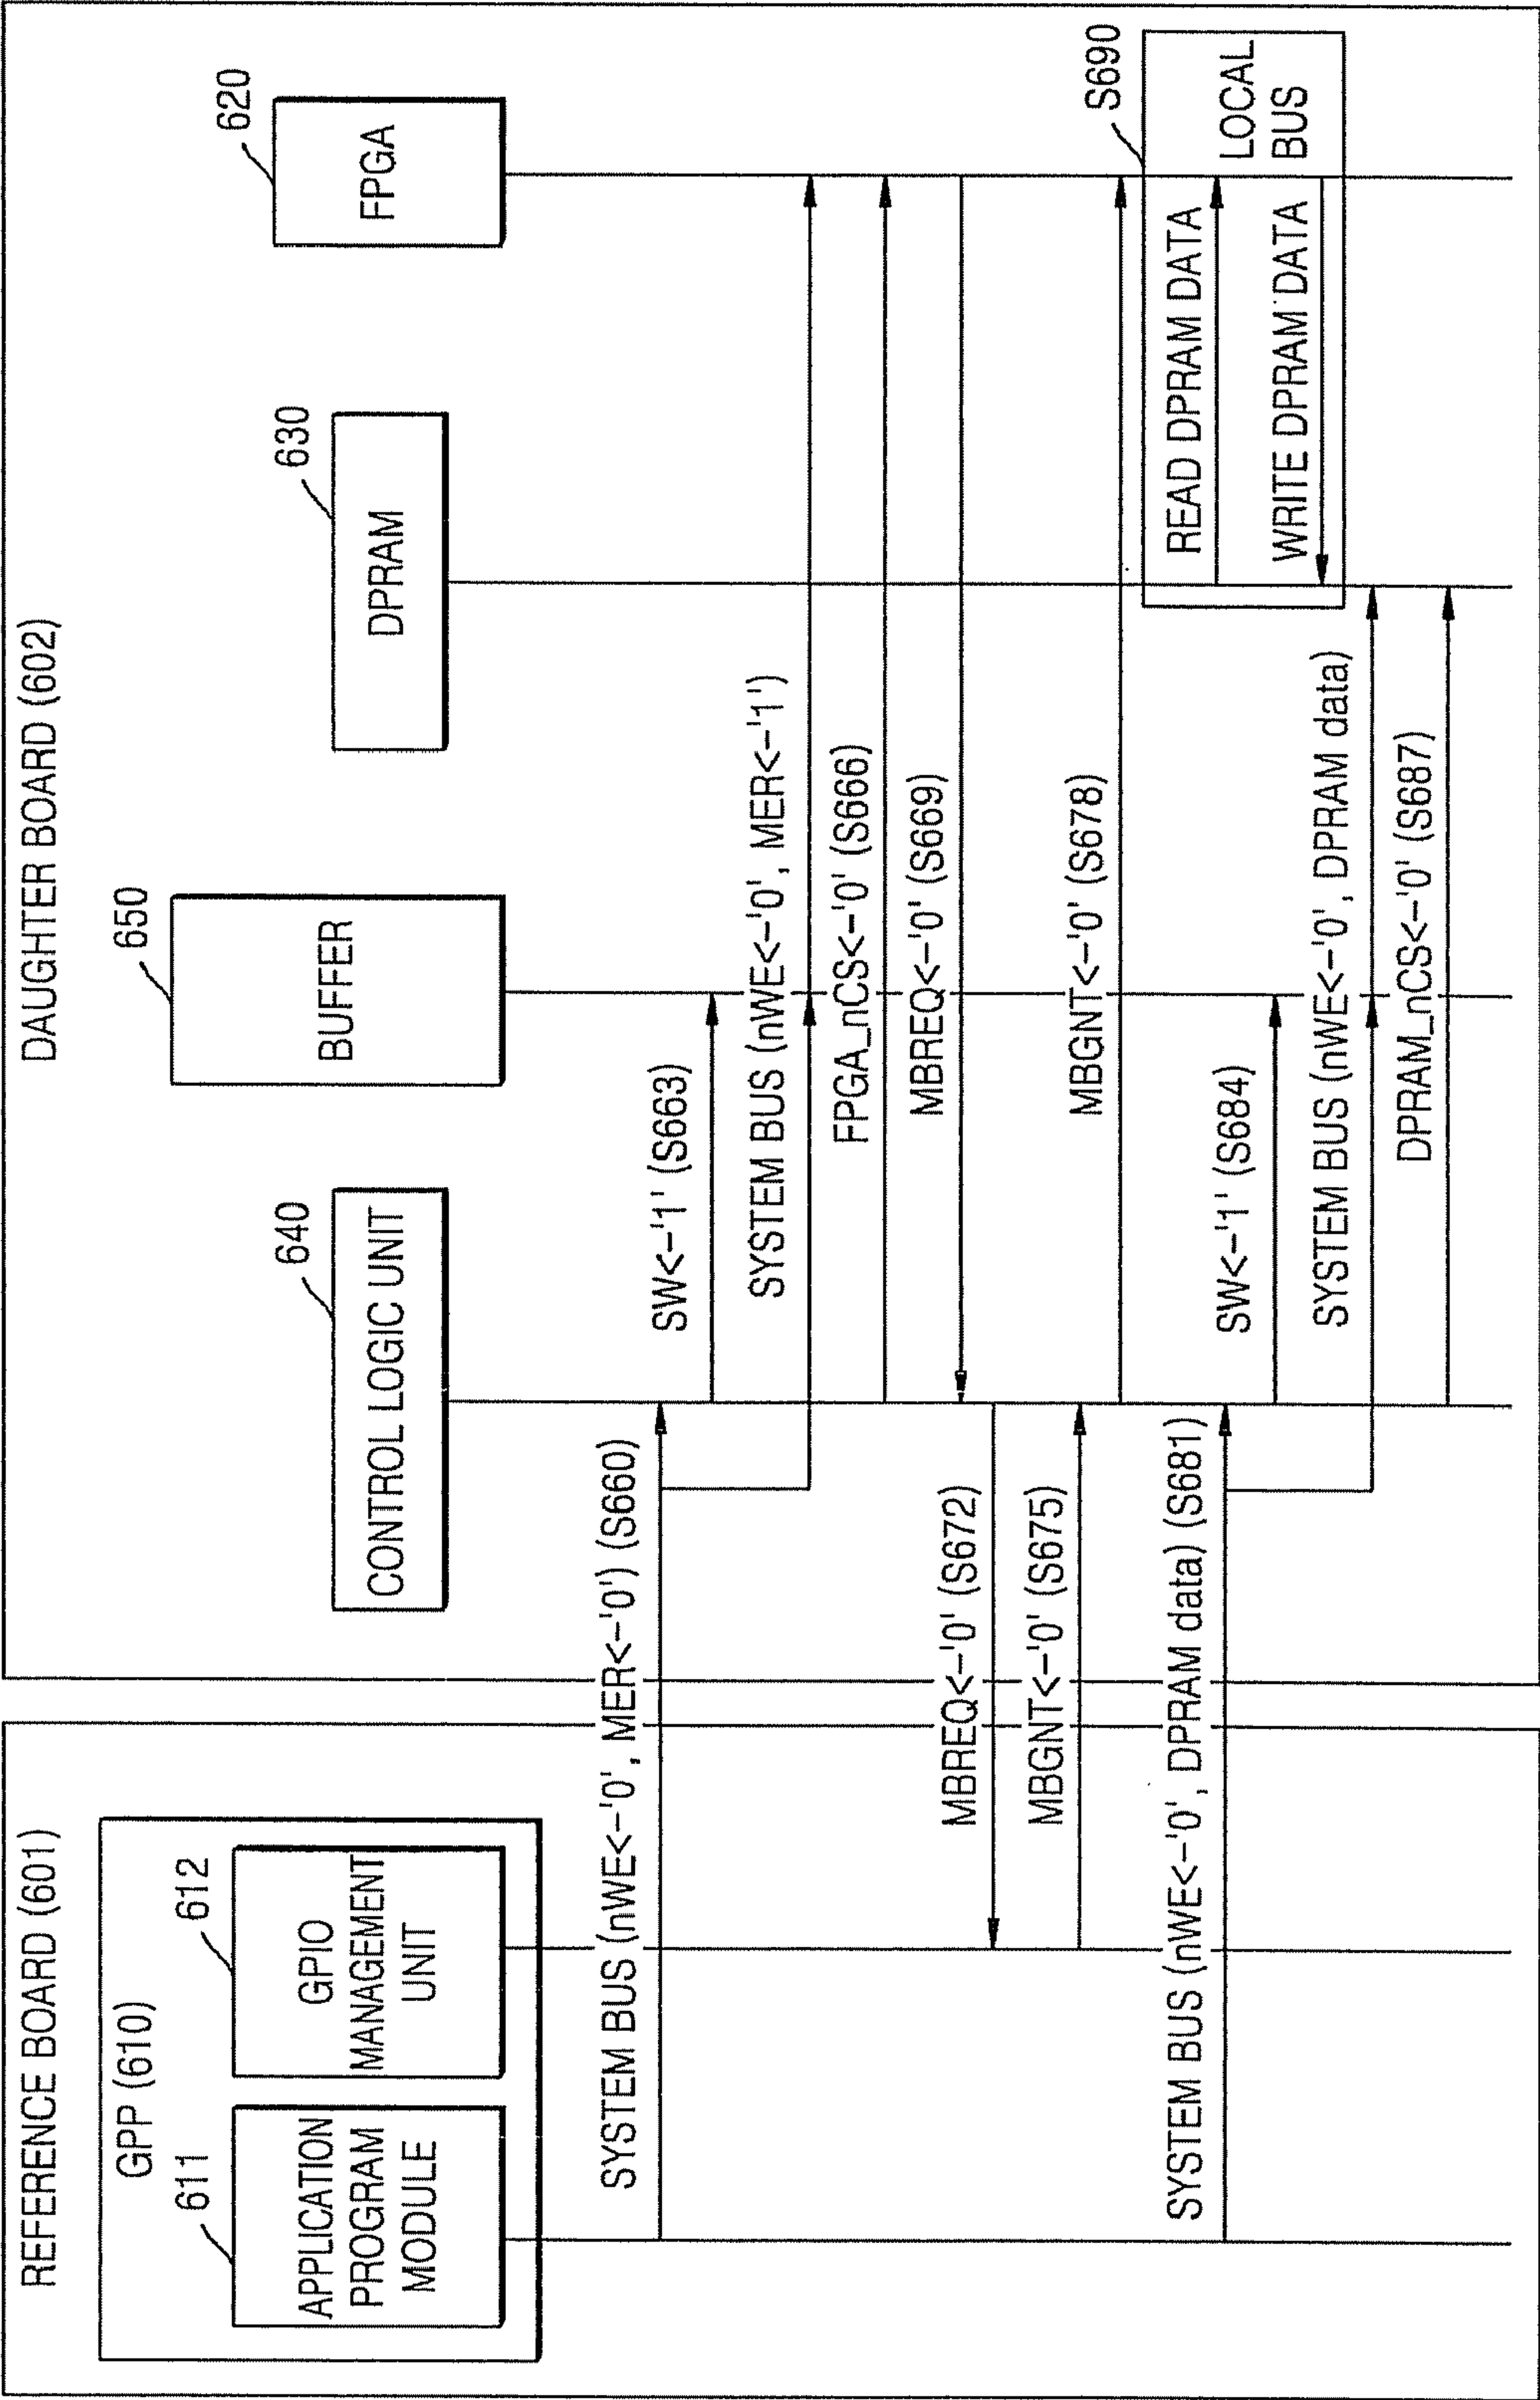 REFERENCE BOARD (601)
DAUGHTER BOARD (602)
GPP (610)
611
APPLICATION
PROGRAM
MODULE
612
GPIO
MANAGEMENT
UNIT
640
CONTROL LOGIC UNIT
650
BUFFER
630
DPRAM
620
FPGA
SYSTEM BUS (nWE<-'0', MER<-'0') (S660)
SW<-'1' (S663)
SYSTEM BUS (nWE<-'0', MER<-'1')
FPGA_nCS<-'0' (S666)
MBREQ<-'0' (S669)
MBREQ<-'0' (S672)
MBGNT<-'0' (S675)
MBGNT<-'0' (S678)
SYSTEM BUS (nWE<-'0', DPRAM data) (S681)
SW<-'1' (S684)
SYSTEM BUS (nWE<-'0', DPRAM data)
DPRAM_nCS<-'0' (S687)
S690
READ DPRAM DATA
WRITE DPRAM DATA
LOCAL
BUS